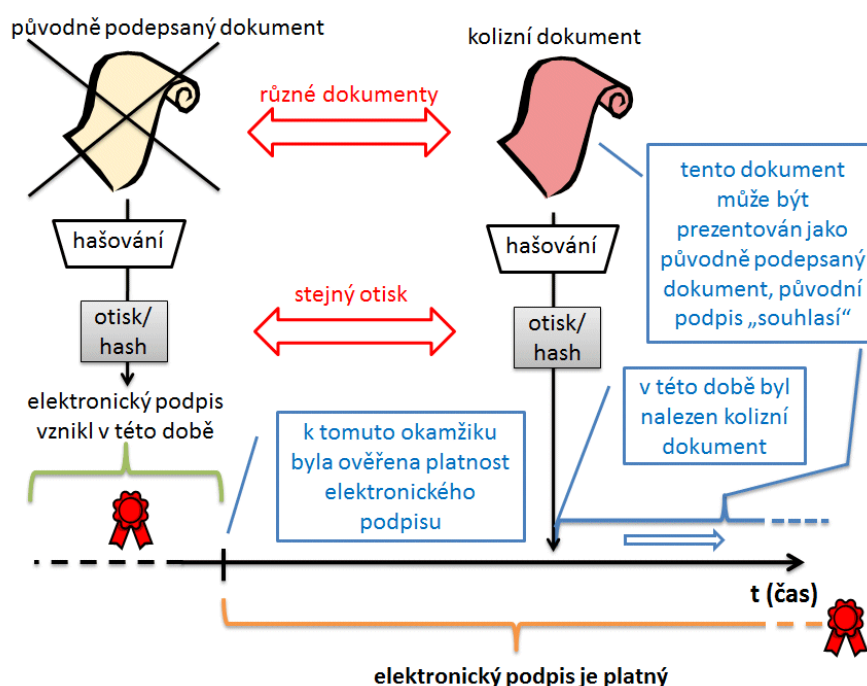 původně podepsaný dokument
kolizní dokument
různé dokumenty
tento dokument
může být
prezentován jako
původně podepsaný
dokument, původní
podpis „souhlasí“
hašování
hašování
stejný otisk
otisk/
hash
otisk/
hash
elektronický podpis
vznikl v této době
k tomuto okamžiku
byla ověřena platnost
elektronického
podpisu
v této době byl
nalezen kolizní
dokument
t (čas)
elektronický podpis je platný